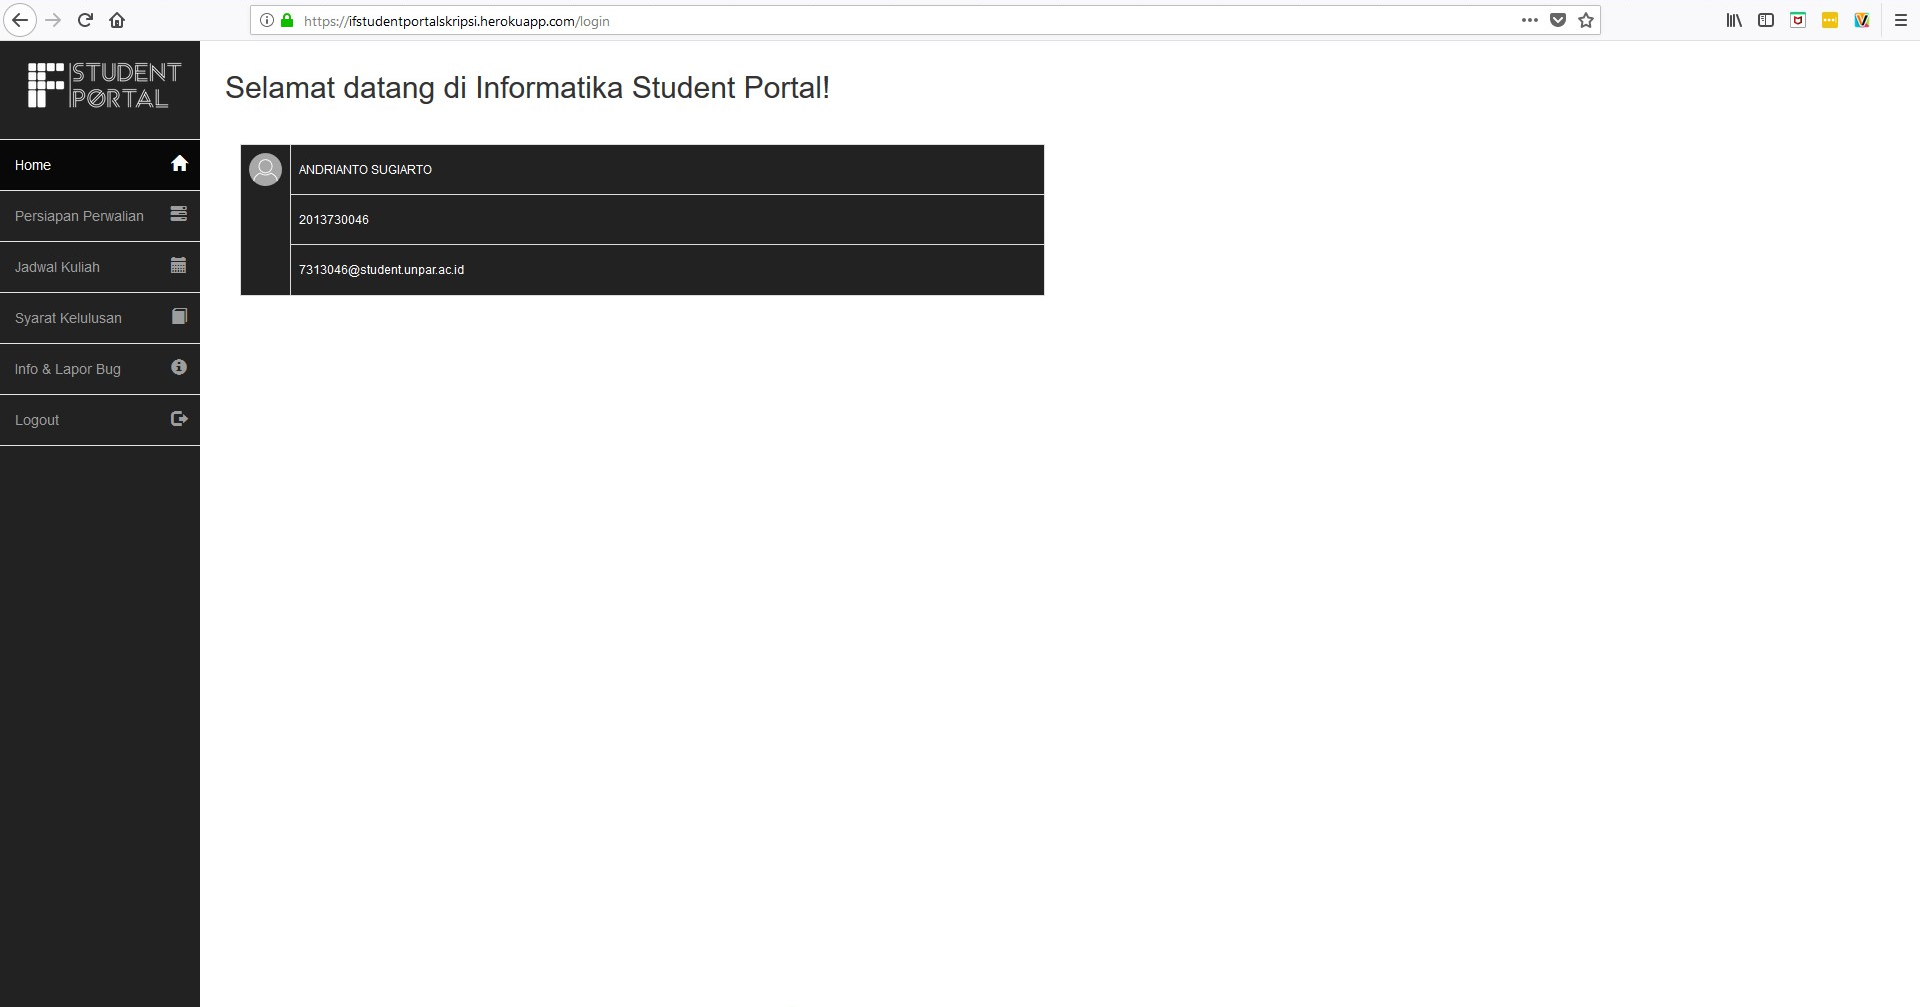 https://ifstudentportalskripsi.herokuapp.com/login
STUDENT
PORTAL
Selamat datang di Informatika Student Portal!
Home
Persiapan Perwalian
Jadwal Kuliah
Syarat Kelulusan
Info & Lapor Bug
Logout
ANDRIANTO SUGIARTO
2013730046
7313046@student.unpar.ac.id